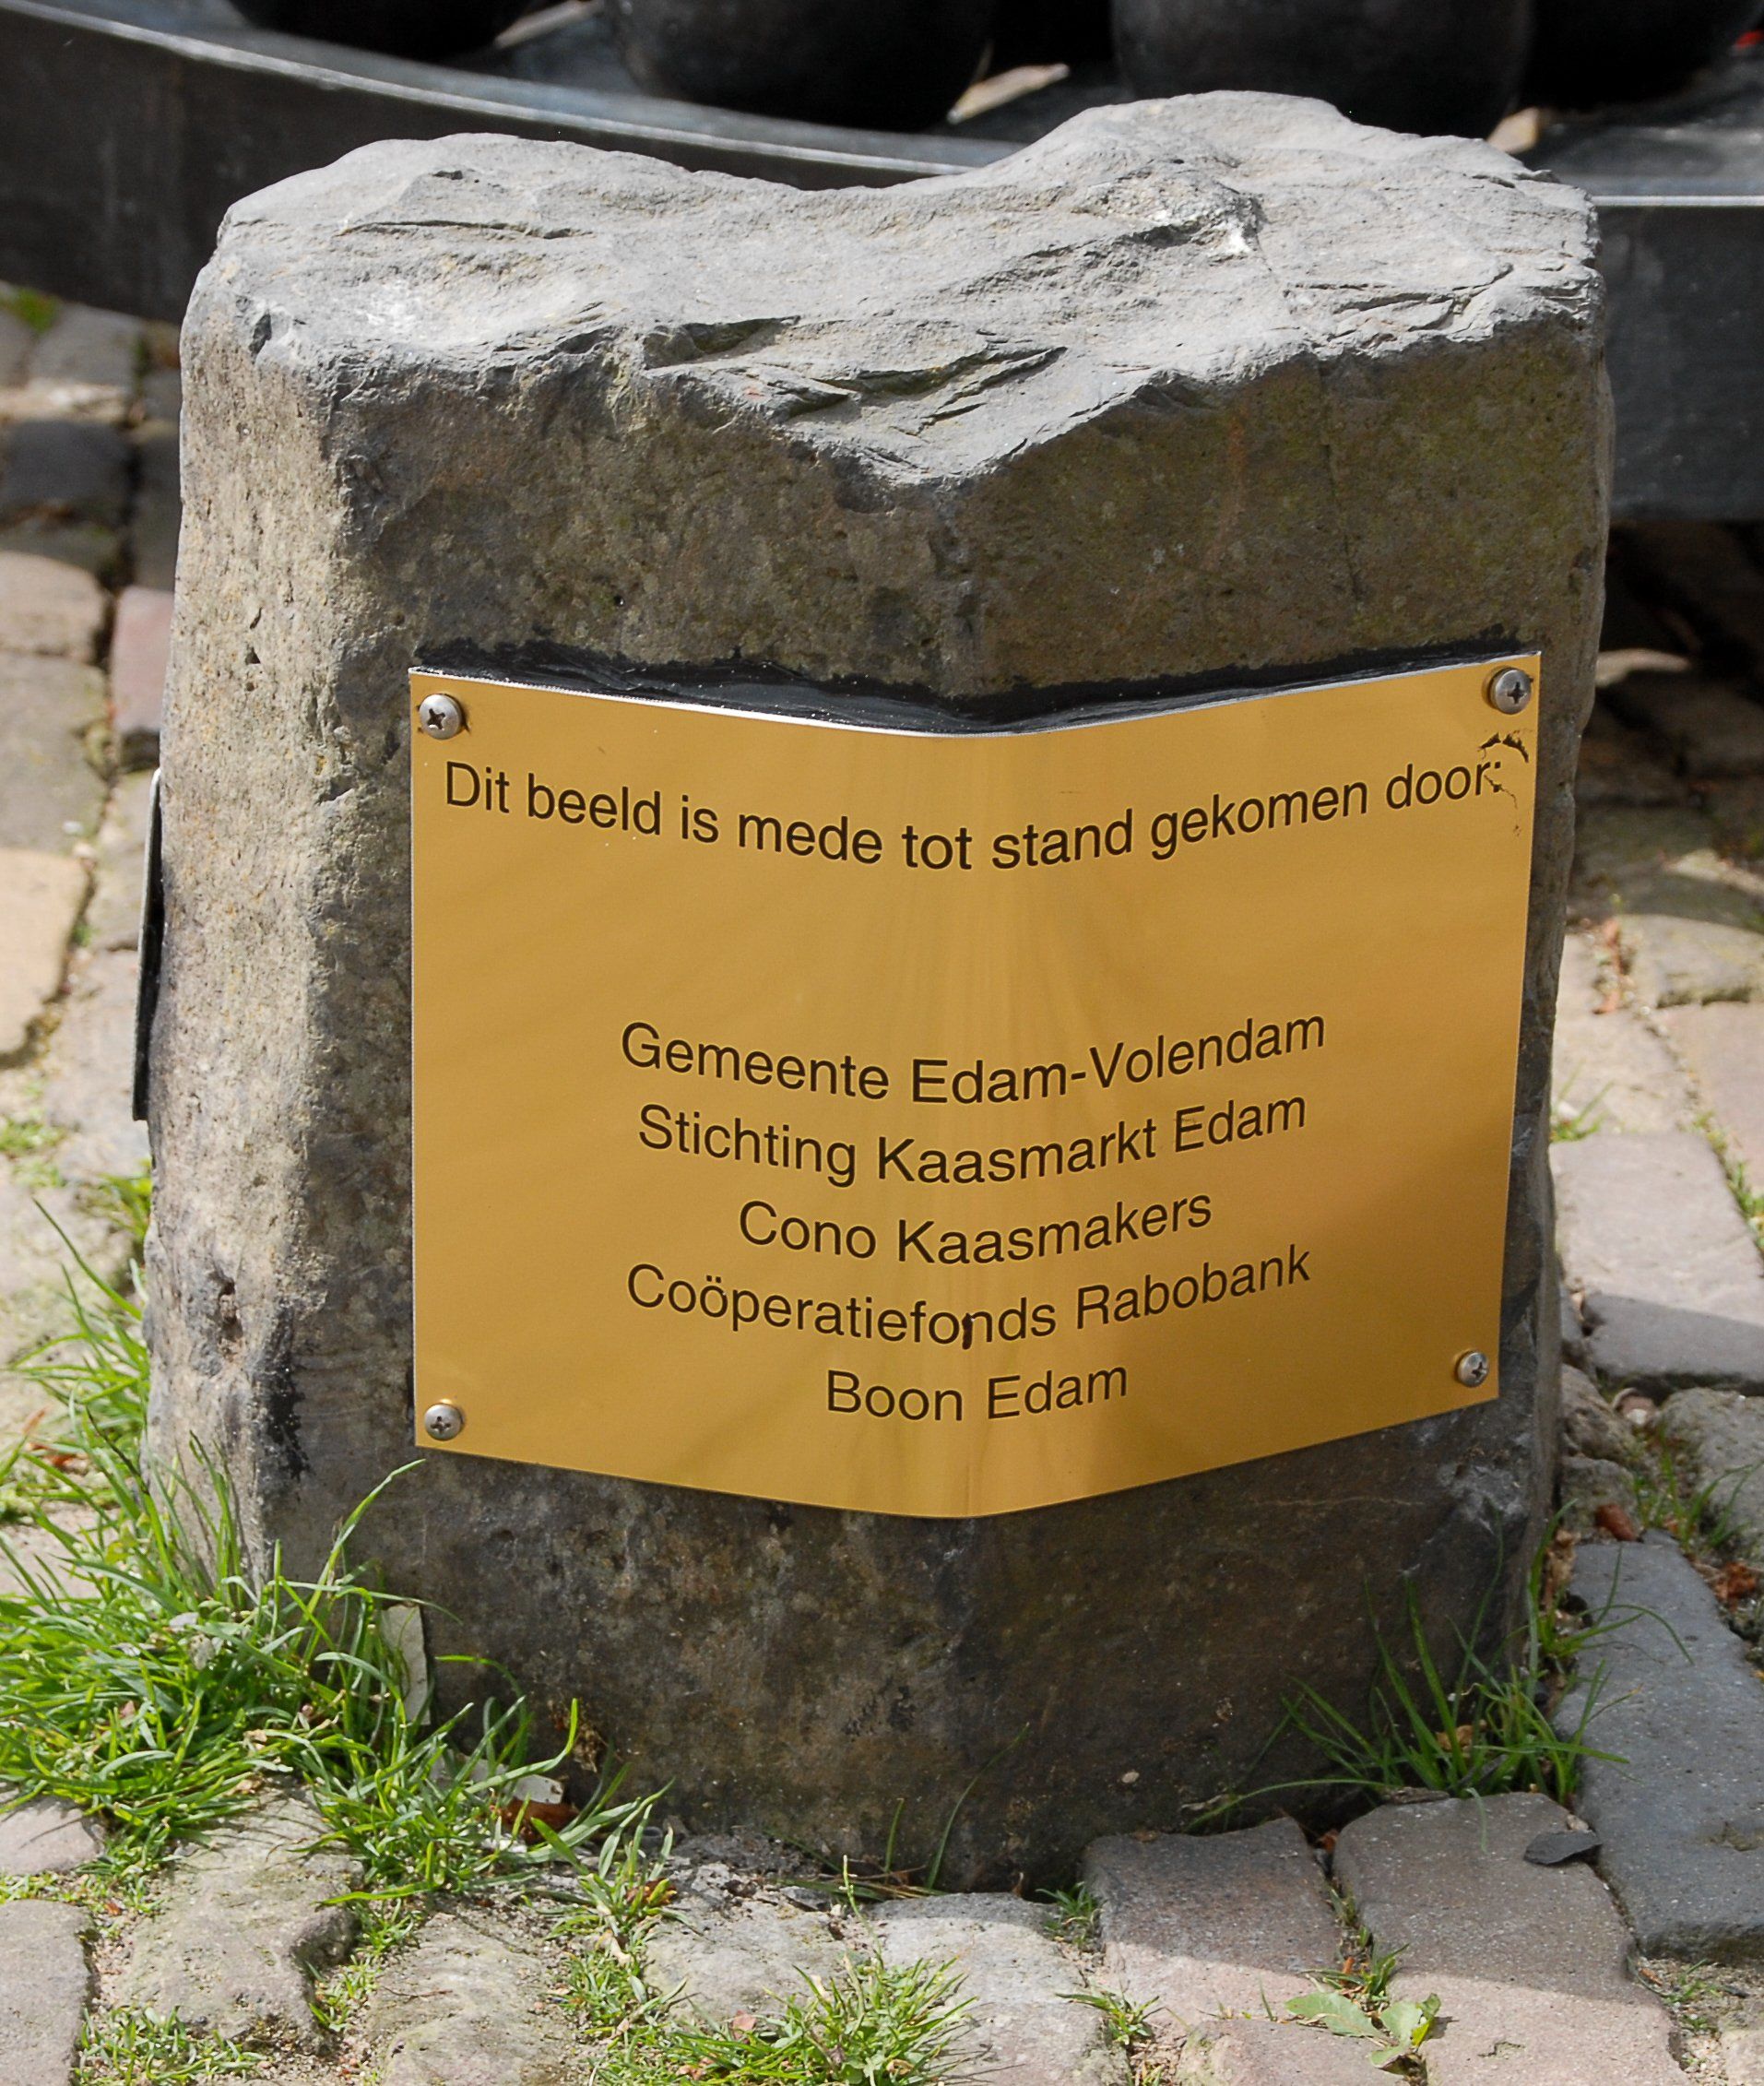 Dit beeld is mede tot stand gekomen door:
Gemeente Edam-Volendam
Stichting Kaasmarkt Edam
Cono Kaasmakers
Coöperatiefonds Rabobank
Boon Edam